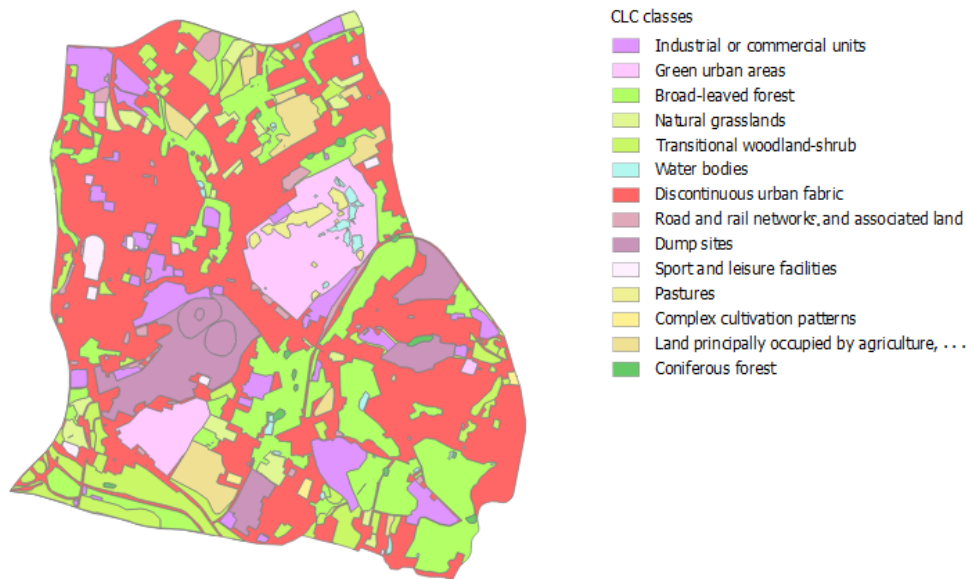 CLC classes
Industrial or commercial units
Green urban areas
Broad-leaved forest
Natural grasslands
Transitional woodland-shrub
Water bodies
Discontinuous urban fabric
Road and rail networks. and associated land
Dump sites
Sport and leisure facilities
Pastures
Complex cultivation patterns
Land principally occupied by agriculture, ...
Coniferous forest